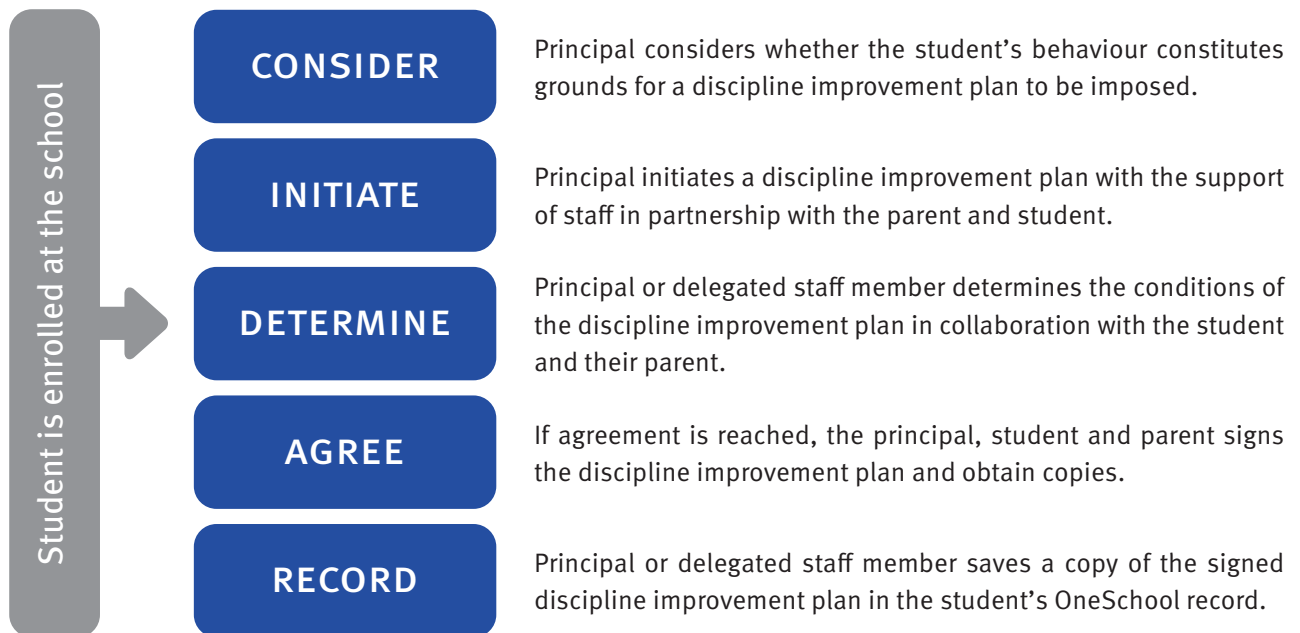 Student is enrolled at the school
CONSIDER
Principal considers whether the student’s behaviour constitutes
grounds for a discipline improvement plan to be imposed.
INITIATE
Principal initiates a discipline improvement plan with the support
of staff in partnership with the parent and student.
DETERMINE
Principal or delegated staff member determines the conditions of
the discipline improvement plan in collaboration with the student
and their parent.
AGREE
If agreement is reached, the principal, student and parent signs
the discipline improvement plan and obtain copies.
RECORD
Principal or delegated staff member saves a copy of the signed
discipline improvement plan in the student’s OneSchool record.